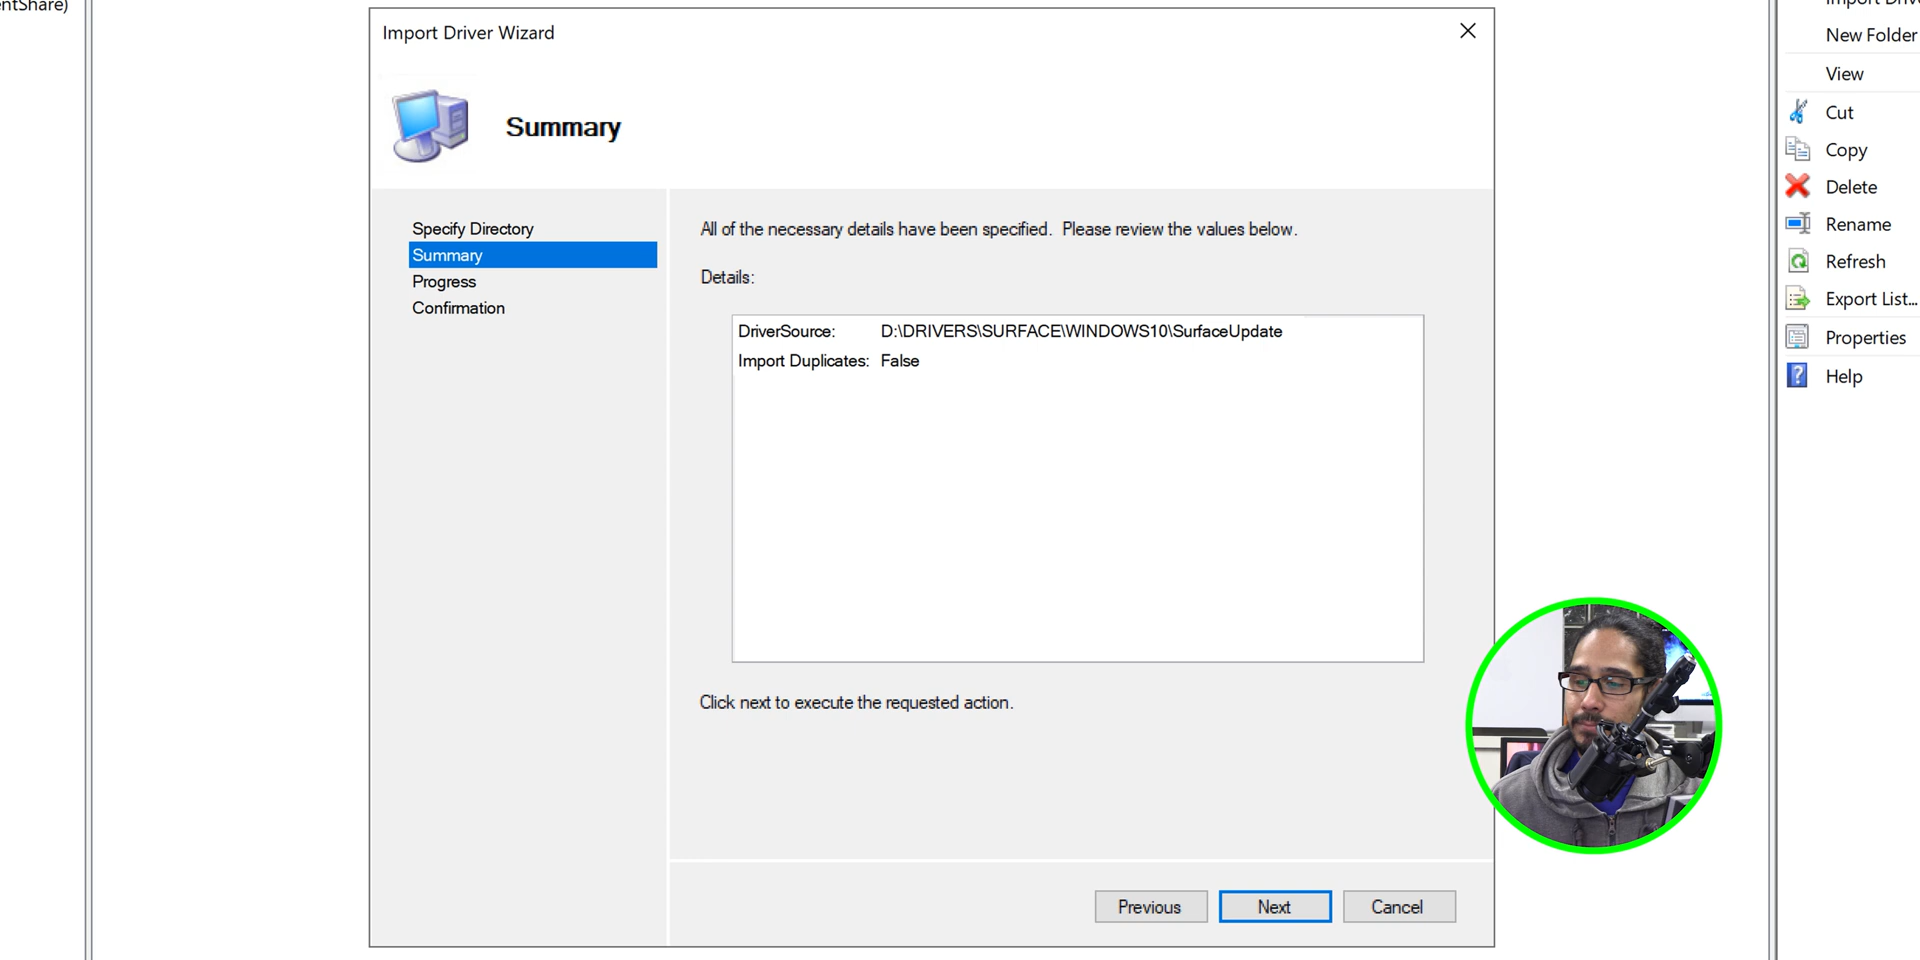 entShare)
Import Driver Wizard
Summary
Specify Directory
Summary
Progress
Confirmation
All of the necessary details have been specified. Please review the values below.
Details:
DriverSource: D:\DRIVERS\SURFACE\WINDOWS10\SurfaceUpdate
Import Duplicates: False
Click next to execute the requested action.
Previous
Next
Cancel
New Folder
View
Cut
Copy
Delete
Rename
Refresh
Export List...
Properties
Help